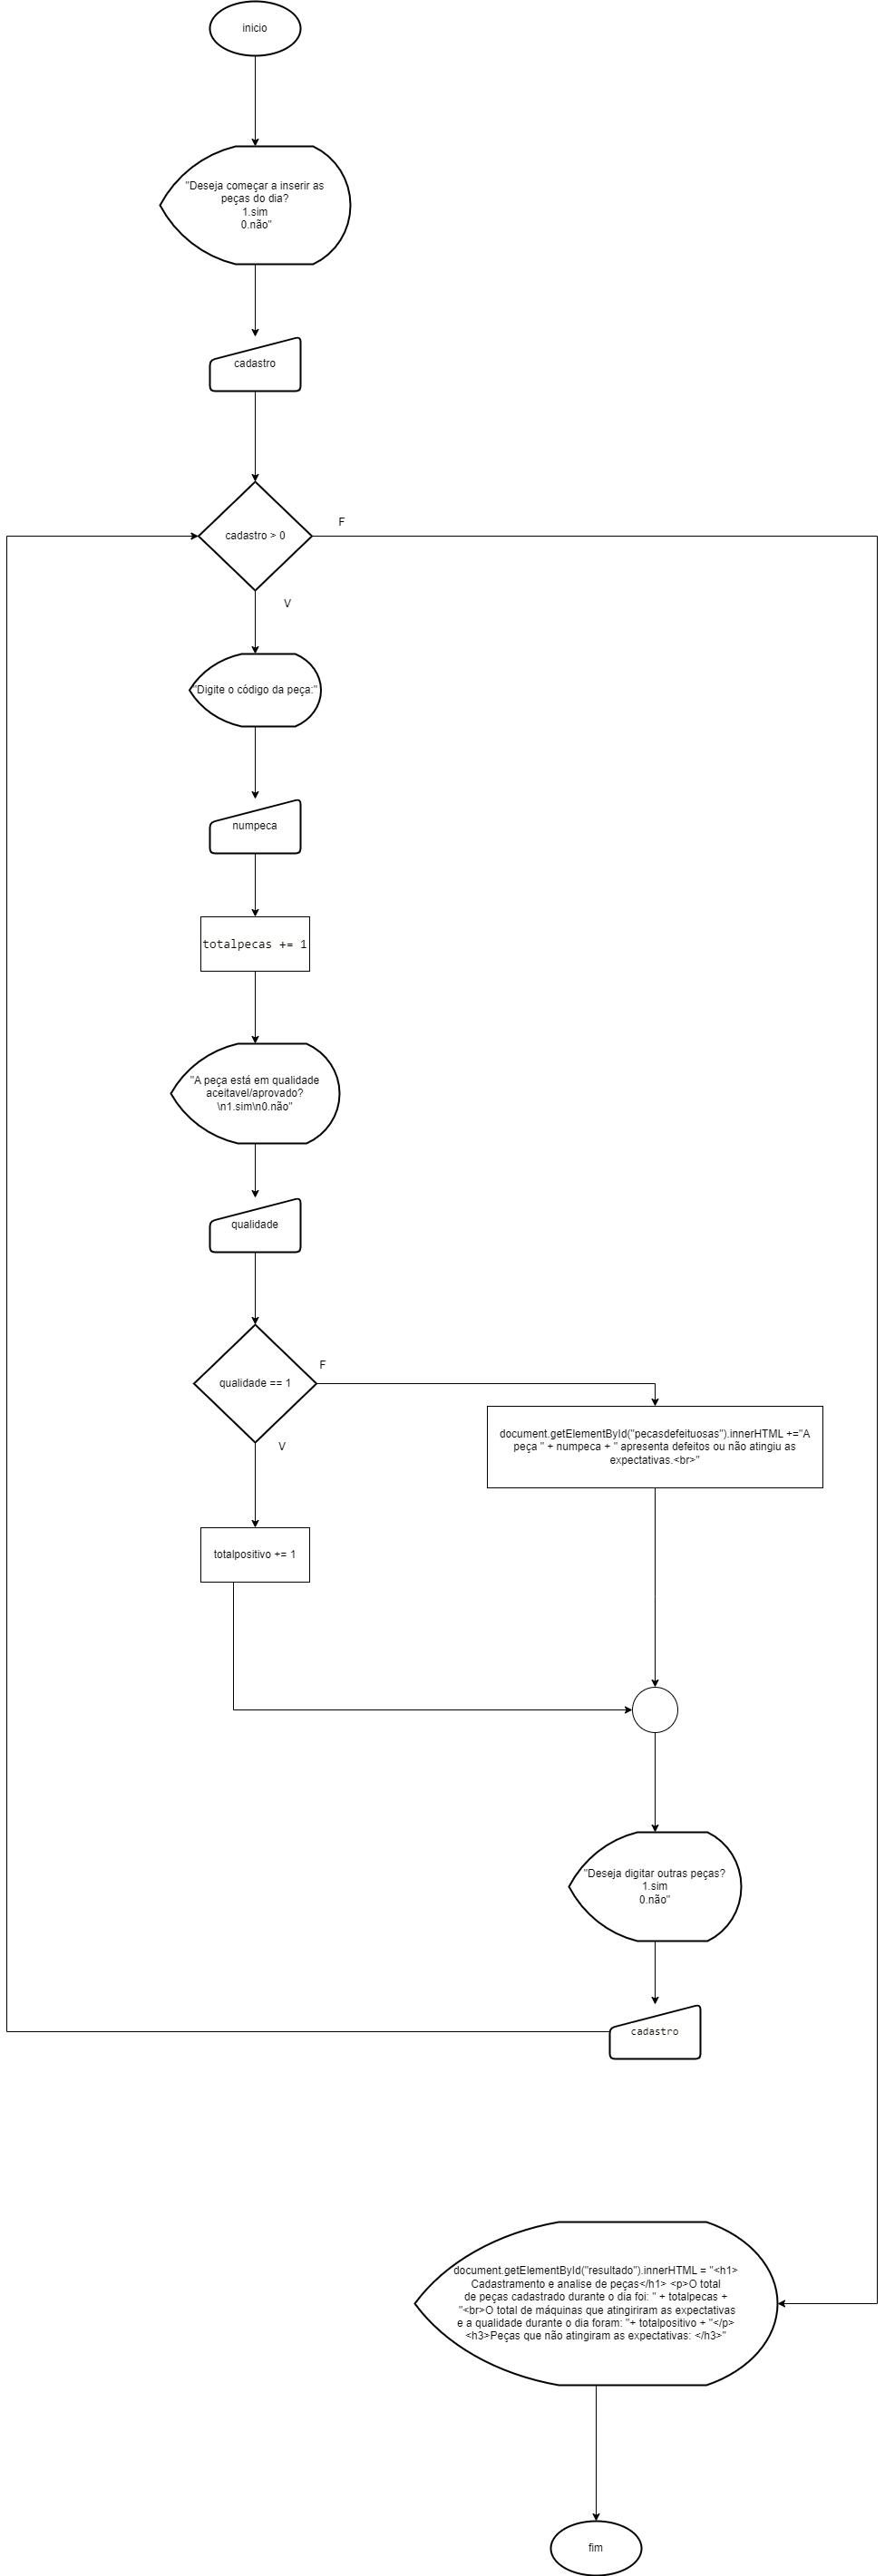 inicio
"Deseja começar a inserir as
peças do dia?
1.sim
0.não"
cadastro
F
cadastro > 0
V
"Digite o código da peça:"
numpeca
totalpecas += 1
"A peça está em qualidade
aceitavel/aprovado?
\n1.sim\n0.não"
qualidade
F
qualidade == 1
V
document.getElementById("pecasdefeituosas").innerHTML +="A
peça " + numpeca + " apresenta defeitos ou não atingiu as
expectativas.<br>"
totalpositivo += 1
"Deseja digitar outras peças?
1.sim
0.não"
cadastro
document.getElementById("resultado").innerHTML = "<h1>
Cadastramento e analise de peças</h1> <p>O total
de peças cadastrado durante o dia foi: " + totalpecas +
"<br>O total de máquinas que atingiriram as expectativas
e a qualidade durante o dia foram: "+ totalpositivo + "</p>
<h3>Peças que não atingiram as expectativas: </h3>"
fim